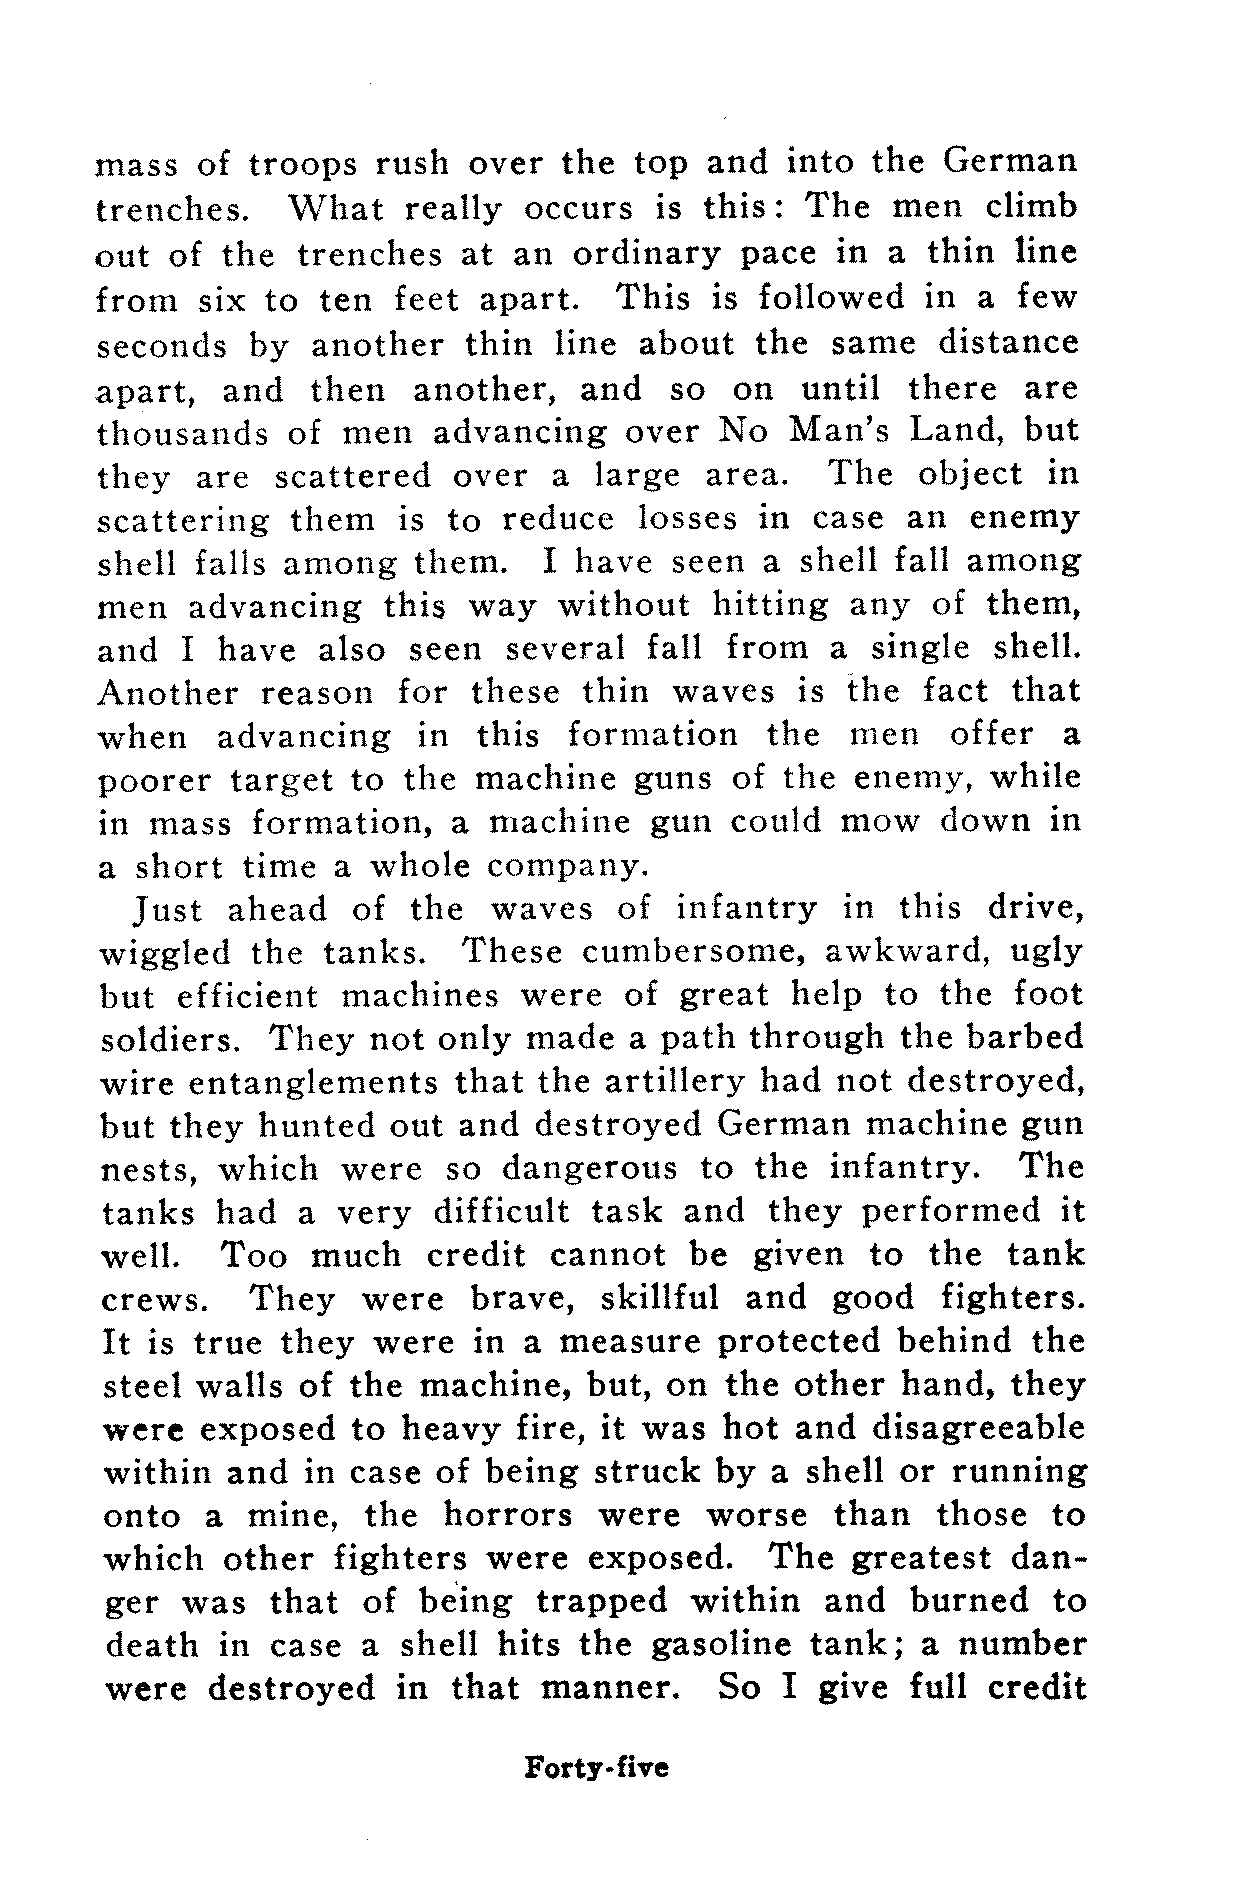 mass of troops rush over the top and into the German
trenches. What really occurs is this: The men climb
out of the trenches at an ordinary pace in a thin line
from six to ten feet apart. This is followed in a few
seconds by another thin line about the same distance
apart, and then another, and so on until there are
thousands of men advancing over No Man's Land, but
they are scattered over a large area. The object in
scattering them is to reduce losses in case an enemy
shell falls among them. I have seen a shell fall among
men advancing this way without hitting any of them,
and I have also seen several fall from a single shell.
Another reason for these thin waves is the fact that
when advancing in this formation the men offer a
poorer target to the machine guns of the enemy, while
in mass formation, a machine gun could mow down in
a short time a whole company.
Just ahead of the waves of infantry in this drive,
wiggled the tanks. These cumbersome, awkward, ugly
but efficient machines were of great help to the foot
soldiers. They not only made a path through the barbed
wire entanglements that the artillery had not destroyed,
but they hunted out and destroyed German machine gun
nests, which were so dangerous to the infantry. The
tanks had a very difficult task and they performed it
well. Too much credit cannot be given to the tank
crews. They were brave, skillful and good fighters.
It is true they were in a measure protected behind the
steel walls of the machine, but, on the other hand, they
were exposed to heavy fire, it was hot and disagreeable
within and in case of being struck by a shell or running
onto a mine, the horrors were worse than those to
which other fighters were exposed. The greatest dan-
ger was that of being trapped within and burned to
death in case a shell hits the gasoline tank; a number
were destroyed in that manner. So I give full credit
Forty-five